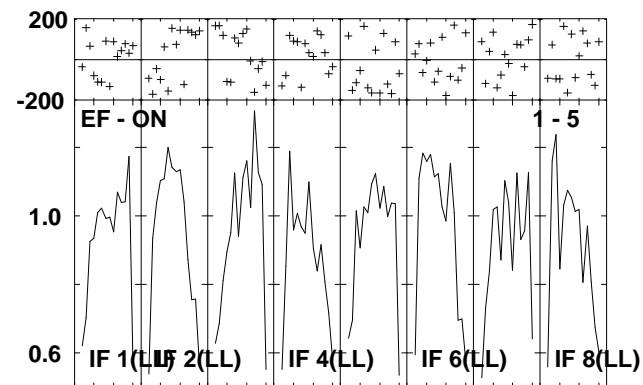 200
-200
EF - ON 1 - 5
1.0
0.6
IF 1(LL) IF 2(LL) IF 4(LL) IF 6(LL) IF 8(LL)